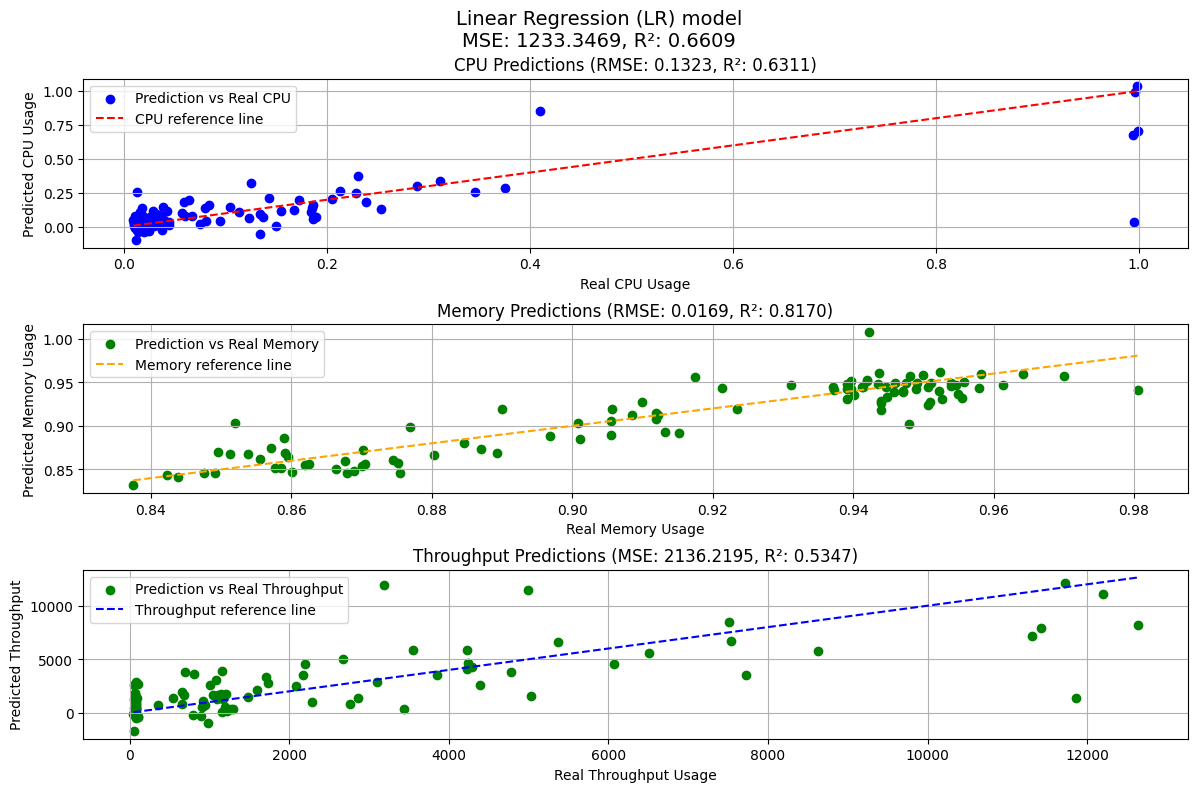 Linear Regression (LR) model
MSE: 1233.3469, R²: 0.6609
CPU Predictions (RMSE: 0.1323, R²: 0.6311)
Predicted CPU Usage
1.00
0.75
0.50
0.25
0.00
Prediction vs Real CPU
CPU reference line
0.0 0.2 0.4 0.6 0.8 1.0
Real CPU Usage
Memory Predictions (RMSE: 0.0169, R²: 0.8170)
Predicted Memory Usage
1.00
0.95
0.90
0.85
Prediction vs Real Memory
Memory reference line
0.84 0.86 0.88 0.90 0.92 0.94 0.96 0.98
Real Memory Usage
Throughput Predictions (MSE: 2136.2195, R²: 0.5347)
Predicted Throughput
10000
5000
0
Prediction vs Real Throughput
Throughput reference line
0 2000 4000 6000 8000 10000 12000
Real Throughput Usage